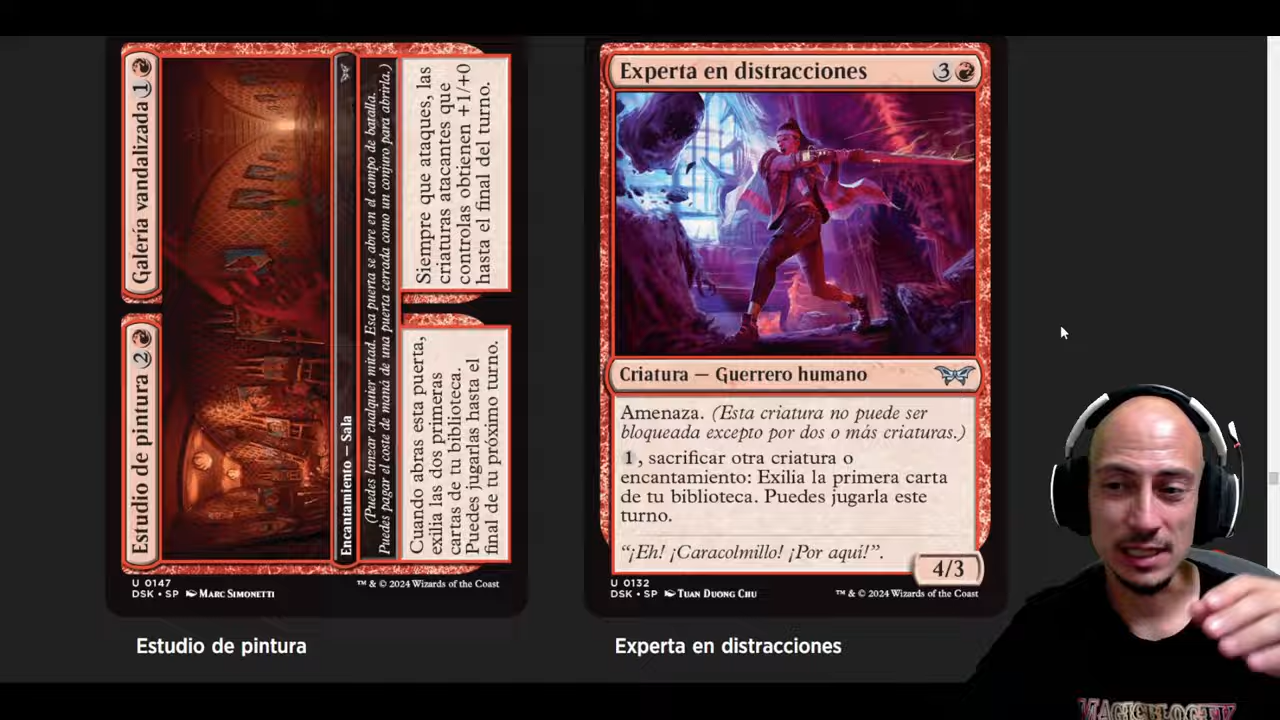 Estudio de pintura 2
Galería vandalizada 1
Encantamiento — Sala
(Puedes lanzar cualquier mitad. Esa puerta se abre en el campo de batalla.
Puedes pagar el coste de maná de una puerta cerrada como un conjuro para abrirla.)
Cuando abras esta puerta,
exilia las dos primeras
cartas de tu biblioteca.
Puedes jugarlas hasta el
final de tu próximo turno.
Siempre que ataques, las
criaturas atacantes que
controlas obtienen +1/+0
hasta el final del turno.
U 0147
DSK • SP MARC SIMONETTI
™ & © 2024 Wizards of the Coast
Estudio de pintura
Experta en distracciones 3
Criatura — Guerrero humano
Amenaza. (Esta criatura no puede ser
bloqueada excepto por dos o más criaturas.)
1, sacrificar otra criatura o
encantamiento: Exilia la primera carta
de tu biblioteca. Puedes jugarla este
turno.
“¡Eh! ¡Caracolmillo! ¡Por aquí!”.
4/3
U 0132
DSK • SP TUAN DUONG CHU
™ & © 2024 Wizards of the Coast
Experta en distracciones